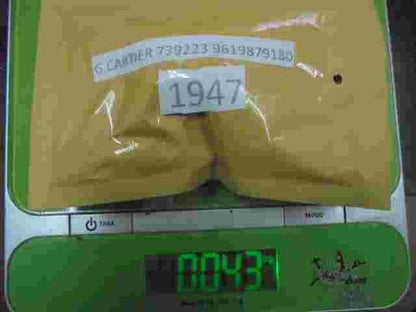 G CARTIER 739223 9619879180
1947
TARE
MODE
0043